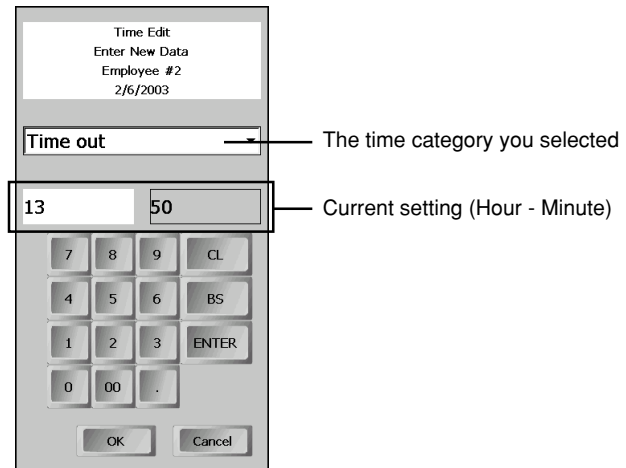 Time Edit
Enter New Data
Employee #2
2/6/2003
Time out
The time category you selected
13 50
Current setting (Hour - Minute)
7 8 9 CL
4 5 6 BS
1 2 3 ENTER
0 00 .
OK Cancel